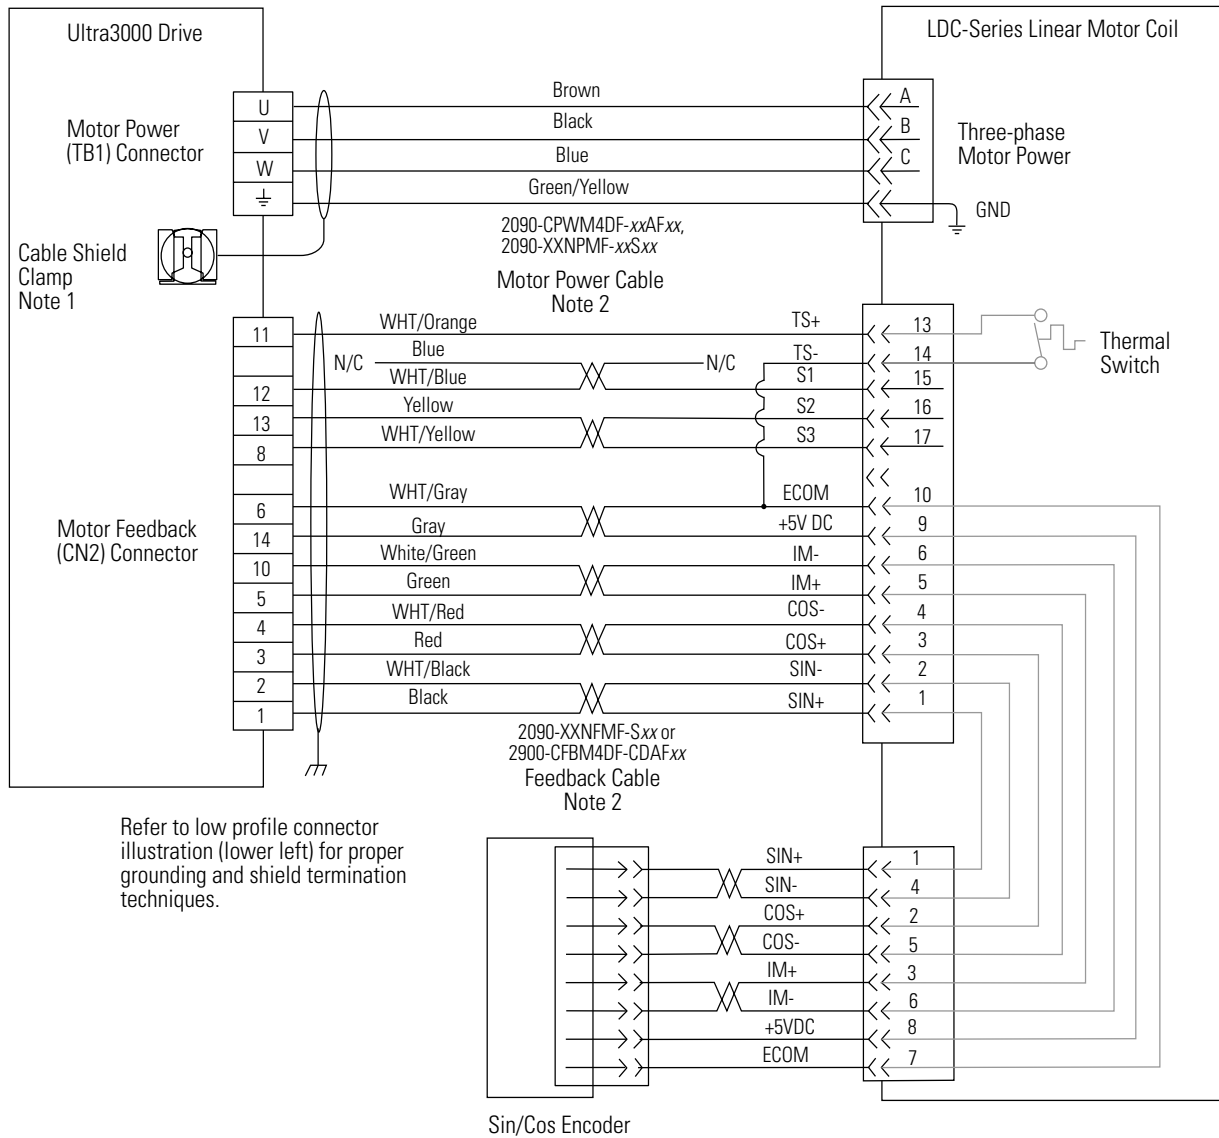 Ultra3000 Drive
LDC-Series Linear Motor Coil
Motor Power
(TB1) Connector
U
V
W
Brown
Black
Blue
Green/Yellow
A
B
C
Three-phase
Motor Power
GND
2090-CPWM4DF-xxAFxx,
2090-XXNPMF-xxSxx
Motor Power Cable
Note 2
Cable Shield
Clamp
Note 1
11
WHT/Orange
TS+
13
N/C
Blue
N/C
TS-
14
Thermal
Switch
12
WHT/Blue
S1
15
13
Yellow
S2
16
8
WHT/Yellow
S3
17
Motor Feedback
(CN2) Connector
6
WHT/Gray
ECOM
10
14
Gray
+5V DC
9
10
White/Green
IM-
6
5
Green
IM+
5
4
WHT/Red
COS-
4
3
Red
COS+
3
2
WHT/Black
SIN-
2
1
Black
SIN+
1
2090-XXNFMF-Sxx or
2900-CFBM4DF-CDAFxx
Feedback Cable
Note 2
Refer to low profile connector
illustration (lower left) for proper
grounding and shield termination
techniques.
SIN+
1
SIN-
4
COS+
2
COS-
5
IM+
3
IM-
6
+5VDC
8
ECOM
7
Sin/Cos Encoder